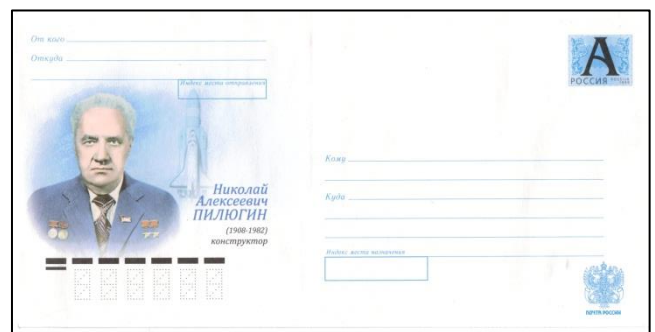 От кого
Откуда
Индекс места отправления
Николай
Алексеевич
ПИЛЮГИН
(1908-1982)
конструктор
А
РОССИЯ
Кому
Куда
Индекс места назначения
ПОЧТА РОССИИ